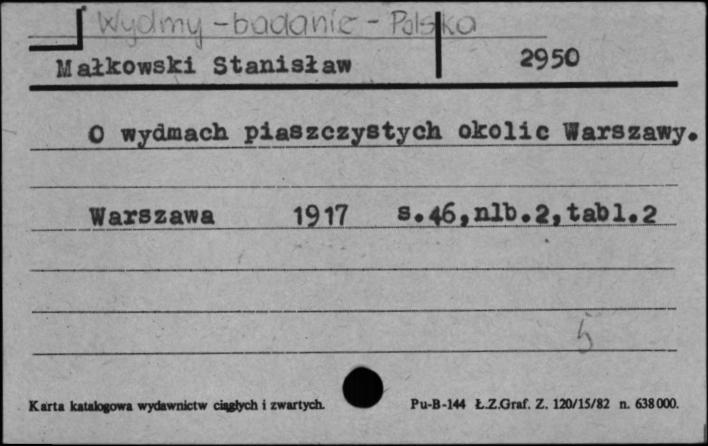 Wydmy - badanie - Polska
Małkowski Stanisław 2950
O wydmach piaszczystych okolic Warszawy.
Warszawa 1917 s.46,nlb.2,tabl.2
5
Karta katalogowa wydawnictw ciągłych i zwartych. Pu-B-144 Ł.Z.Graf. Z. 120/15/82 n. 638000.